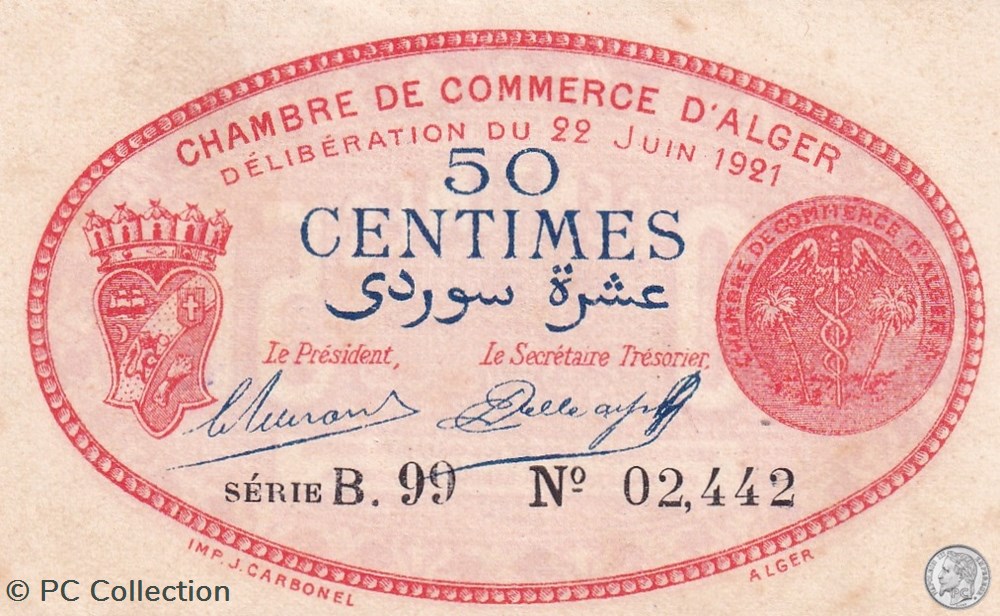 CHAMBRE DE COMMERCE D'ALGER
DÉLIBÉRATION DU 22 JUIN 1921
50
CENTIMES
عشرة سوردى
Le Président,
Le Secrétaire Trésorier,
CHAMBRE DE COMMERCE D'ALGER
SÉRIE B. 99 Nº 02,442
IMP. J. CARBONEL
ALGER
© PC Collection